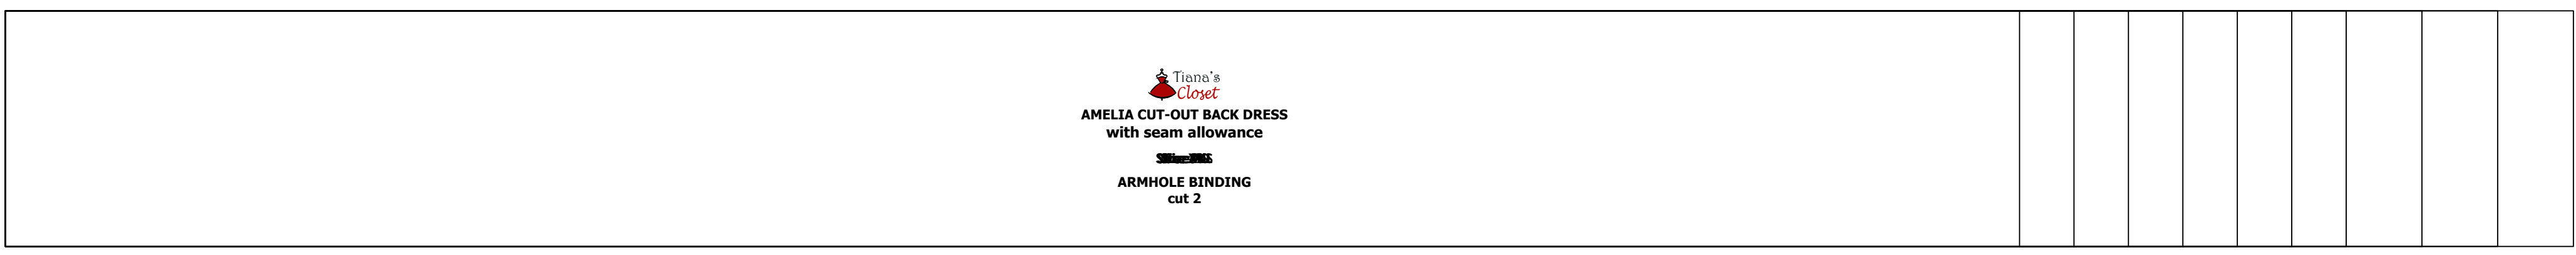 Tiana's
Closet
AMELIA CUT-OUT BACK DRESS
with seam allowance
ARMHOLE BINDING
cut 2